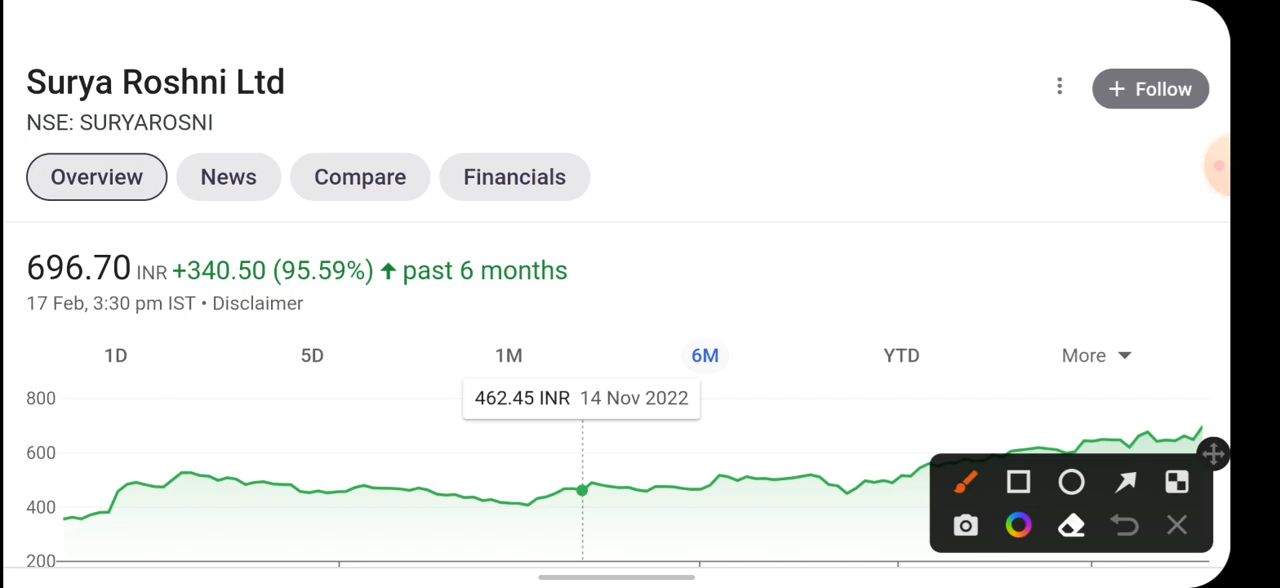 Surya Roshni Ltd
+ Follow
NSE: SURYAROSNI
Overview News Compare Financials
696.70 INR +340.50 (95.59%) ↑ past 6 months
17 Feb, 3:30 pm IST • Disclaimer
1D 5D 1M 6M YTD More
462.45 INR 14 Nov 2022
800
600
400
200